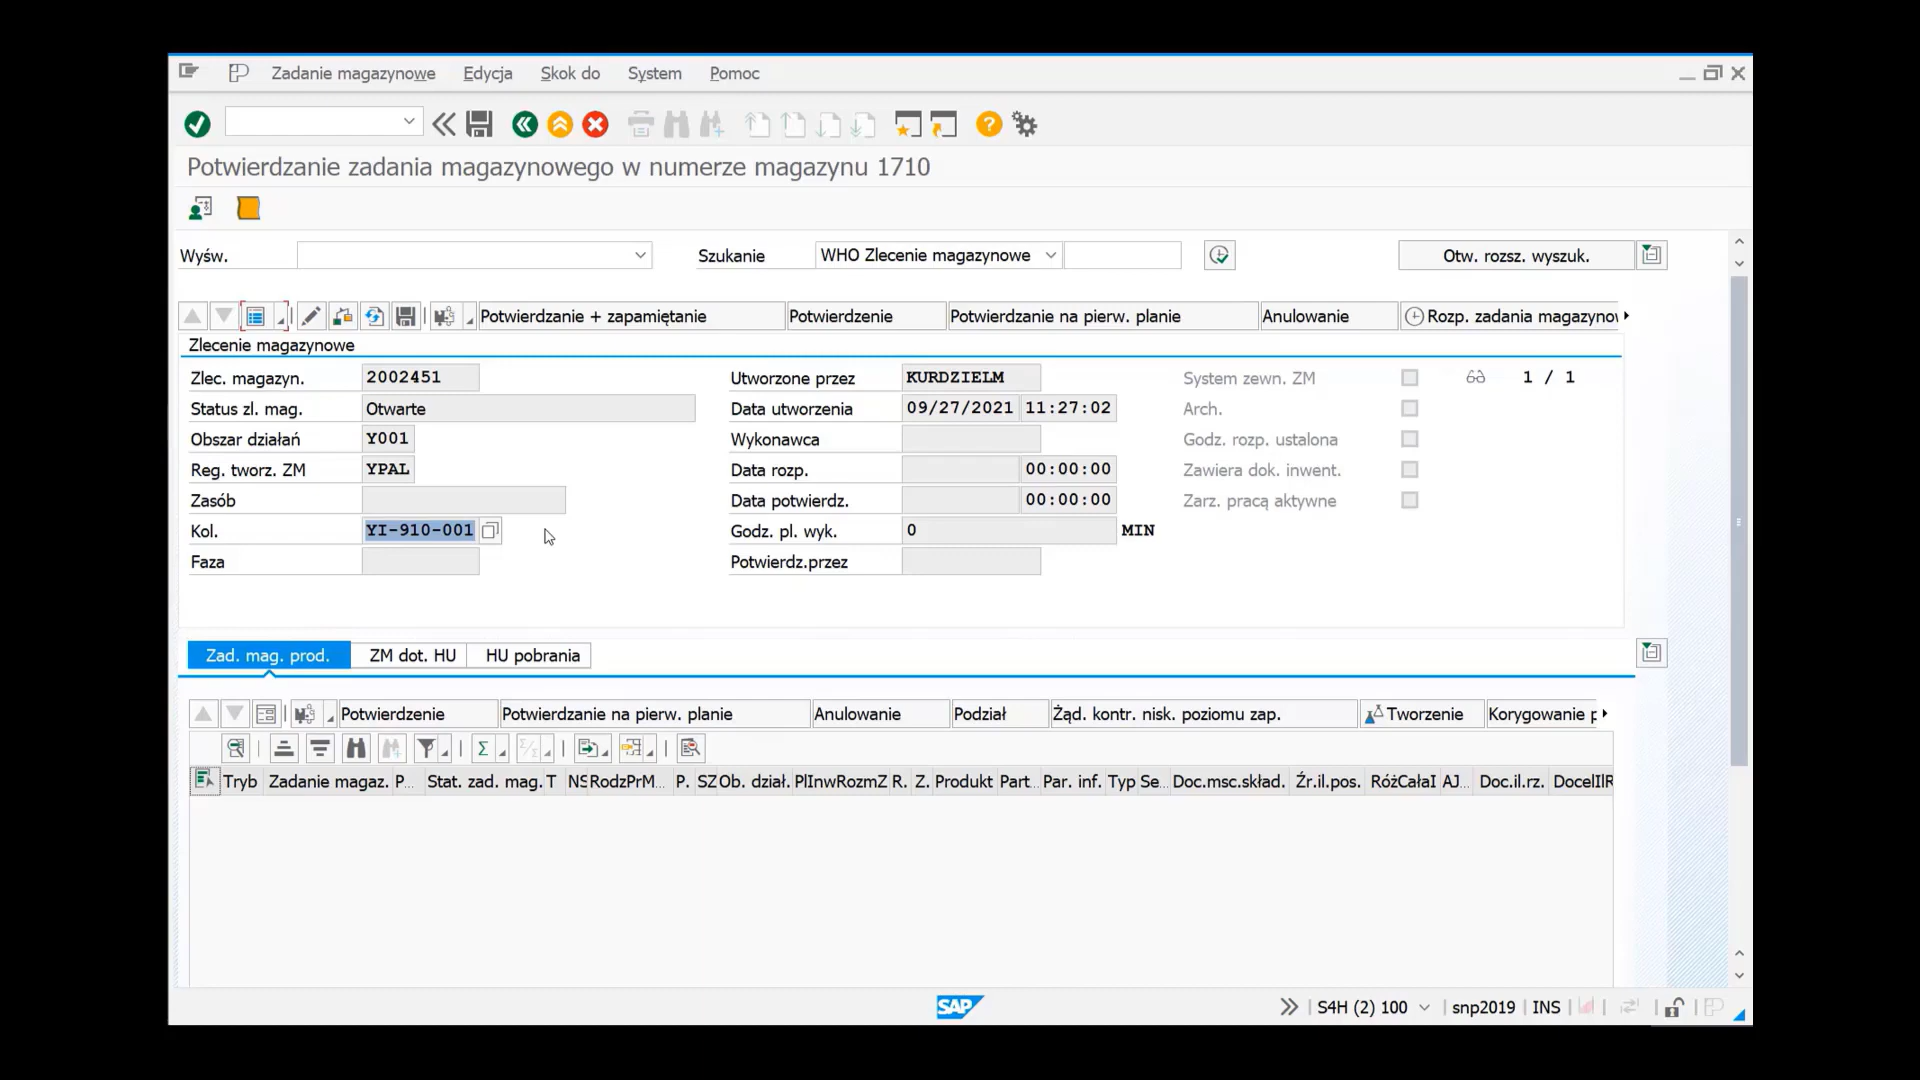 Zadanie magazynowe Edycja Skok do System Pomoc
Potwierdzanie zadania magazynowego w numerze magazynu 1710
Wyśw. Szukanie WHO Zlecenie magazynowe Otw. rozsz. wyszuk.
Potwierdzanie + zapamiętanie Potwierdzenie Potwierdzanie na pierw. planie Anulowanie Rozp. zadania magazynow
Zlecenie magazynowe
Zlec. magazyn. 2002451 Utworzone przez KURDZIELM System zewn. ZM 1 / 1
Status zl. mag. Otwarte Data utworzenia 09/27/2021 11:27:02 Arch.
Obszar działań Y001 Wykonawca Godz. rozp. ustalona
Reg. tworz. ZM YPAL Data rozp. 00:00:00 Zawiera dok. inwent.
Zasób Data potwierdz. 00:00:00 Zarz. pracą aktywne
Kol. YI-910-001 Godz. pl. wyk. 0 MIN
Faza Potwierdz.przez
Zad. mag. prod. ZM dot. HU HU pobrania
Potwierdzenie Potwierdzanie na pierw. planie Anulowanie Podział Żąd. kontr. nisk. poziomu zap. Tworzenie Korygowanie p
Tryb Zadanie magaz. P... Stat. zad. mag. T NS RodzPrM... P. SZ Ob. dział. PlInwRozmZ R. Z. Produkt Part... Par. inf. Typ Se... Doc.msc.skład. Źr.il.pos. RóżCałaI AJ... Doc.il.rz. DocelIlR
SAP S4H (2) 100 snp2019 INS